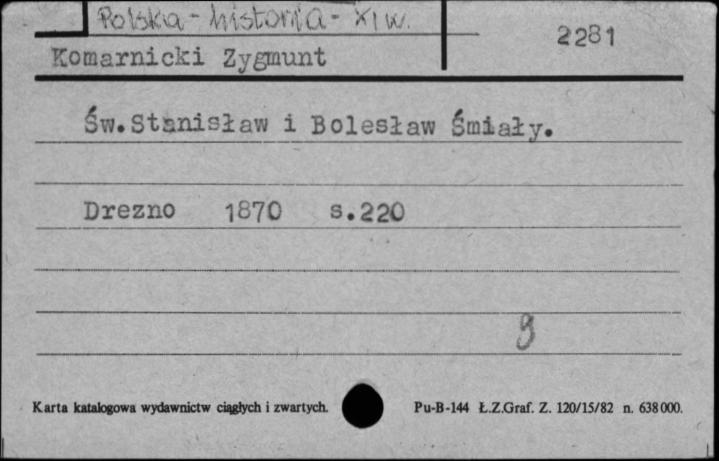 Polska - historia - XI w.
2281
Komarnicki Zygmunt
Św.Stanisław i Bolesław Śmiały.
Drezno 1870 s.220
9
Karta katalogowa wydawnictw ciągłych i zwartych.
Pu-B-144 Ł.Z.Graf. Z. 120/15/82 n. 638000.